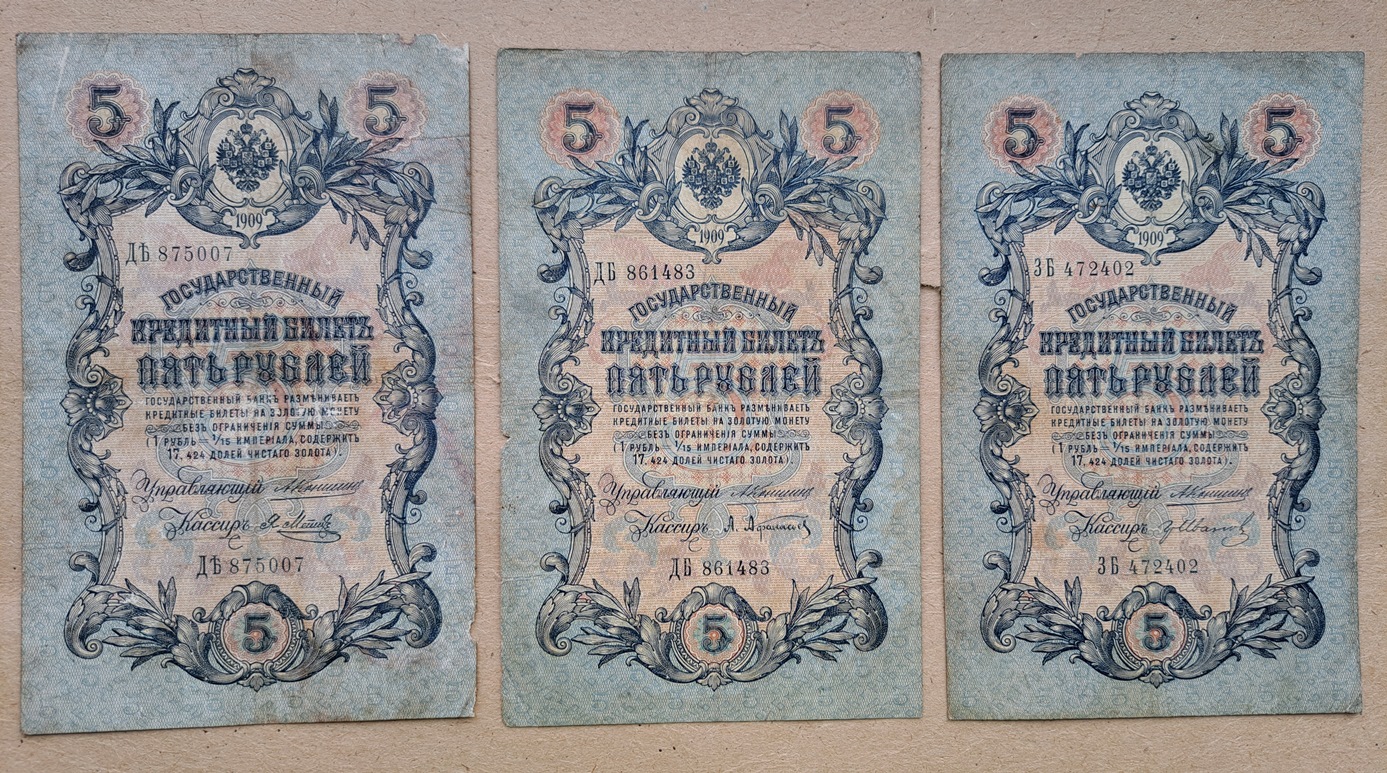 5 5
1909
ДѢ 875007
ГОСУДАРСТВЕННЫЙ
КРЕДИТНЫЙ БИЛЕТЪ
ПЯТЬ РУБЛЕЙ
ГОСУДАРСТВЕННЫЙ БАНКЪ РАЗМѢНИВАЕТЪ
КРЕДИТНЫЕ БИЛЕТЫ НА ЗОЛОТУЮ МОНЕТУ
БЕЗЪ ОГРАНИЧЕНІЯ СУММЫ
(1 РУБЛЬ = 1/15 ИМПЕРІАЛА, СОДЕРЖИТЪ
17,424 ДОЛЕЙ ЧИСТАГО ЗОЛОТА).
Управляющій
Кассиръ
ДѢ 875007
5
5 5
1909
ДБ 861483
ГОСУДАРСТВЕННЫЙ
КРЕДИТНЫЙ БИЛЕТЪ
ПЯТЬ РУБЛЕЙ
ГОСУДАРСТВЕННЫЙ БАНКЪ РАЗМѢНИВАЕТЪ
КРЕДИТНЫЕ БИЛЕТЫ НА ЗОЛОТУЮ МОНЕТУ
БЕЗЪ ОГРАНИЧЕНІЯ СУММЫ
(1 РУБЛЬ = 1/15 ИМПЕРІАЛА, СОДЕРЖИТЪ
17,424 ДОЛЕЙ ЧИСТАГО ЗОЛОТА).
Управляющій
Кассиръ
ДБ 861483
5
5 5
1909
ЗБ 472402
ГОСУДАРСТВЕННЫЙ
КРЕДИТНЫЙ БИЛЕТЪ
ПЯТЬ РУБЛЕЙ
ГОСУДАРСТВЕННЫЙ БАНКЪ РАЗМѢНИВАЕТЪ
КРЕДИТНЫЕ БИЛЕТЫ НА ЗОЛОТУЮ МОНЕТУ
БЕЗЪ ОГРАНИЧЕНІЯ СУММЫ
(1 РУБЛЬ = 1/15 ИМПЕРІАЛА, СОДЕРЖИТЪ
17,424 ДОЛЕЙ ЧИСТАГО ЗОЛОТА).
Управляющій
Кассиръ
ЗБ 472402
5